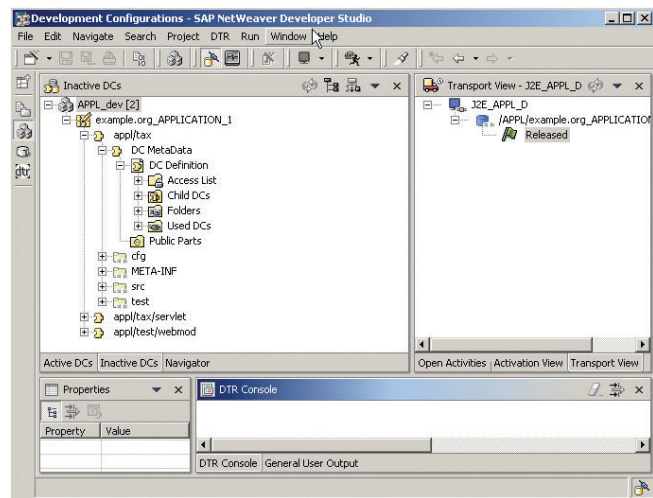 Development Configurations - SAP NetWeaver Developer Studio
File Edit Navigate Search Project DTR Run Window Help
Inactive DCs
APPL_dev [2]
example.org_APPLICATION_1
appl/tax
DC MetaData
DC Definition
Access List
Child DCs
Folders
Used DCs
Public Parts
cfg
META-INF
src
test
appl/tax/servlet
appl/test/webmod
Active DCs Inactive DCs Navigator
Transport View - J2E_APPL_D
J2E_APPL_D
/APPL/example.org_APPLICATIO
Released
Open Activities Activation View Transport View
dtr
Properties
Property Value
DTR Console
DTR Console General User Output